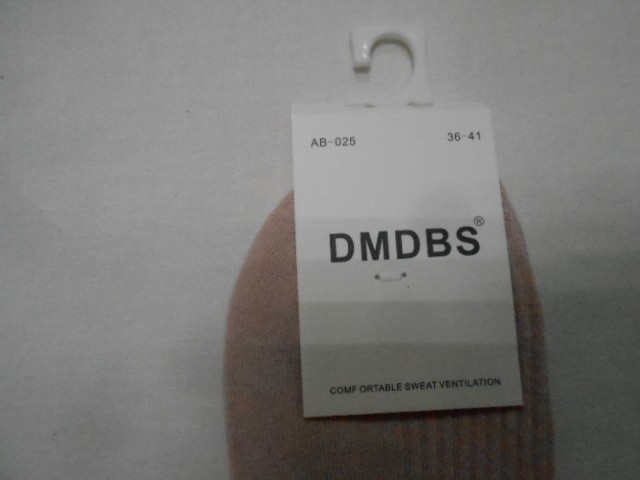 AB-025 36-41
DMDBS®
COMF ORTABLE SWEAT VENTILATION